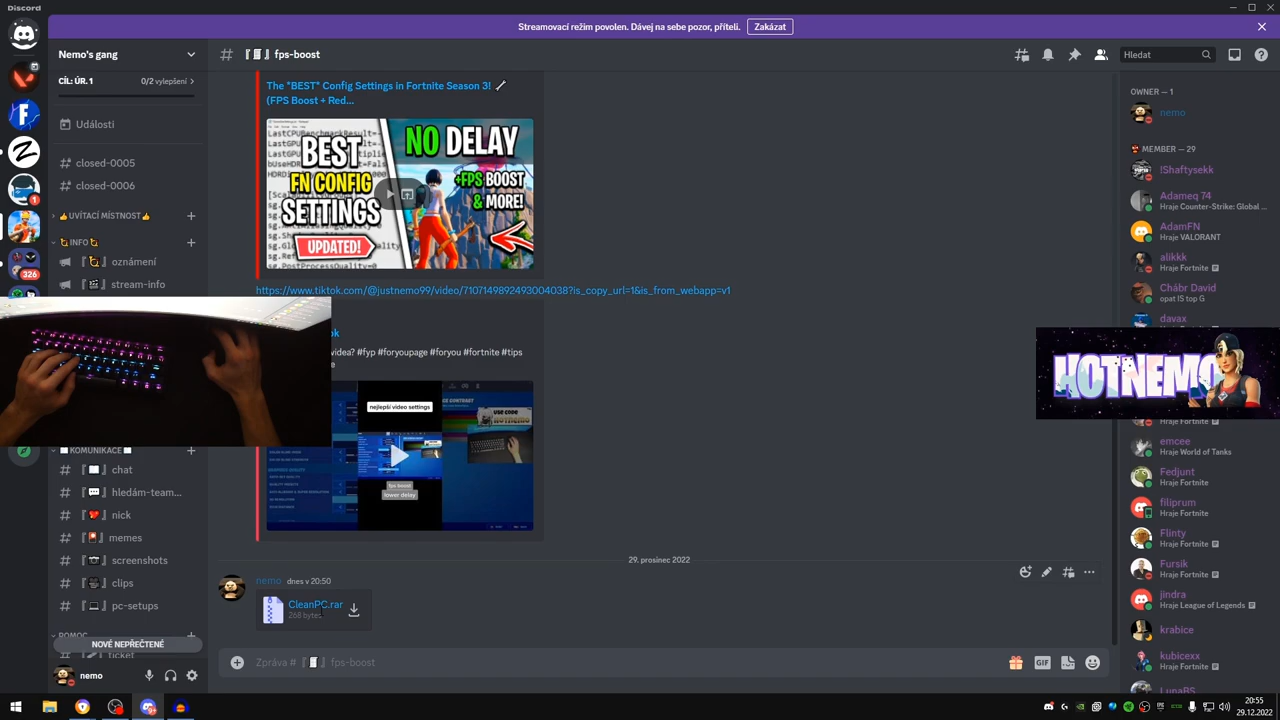 Discord
Streamovací režim povolen. Dávej na sebe pozor, příteli.
Zakázat
Nemo's gang
fps-boost
Hledat
CÍL: ÚR. 1
0/2 vylepšení
Události
closed-0005
closed-0006
UVÍTACÍ MÍSTNOST
INFO
oznámení
stream-info
326
1
KOMUNIKACE
chat
hledám-team...
nick
memes
screenshots
clips
pc-setups
POMOC
ticket
NOVÉ NEPŘEČTENÉ
nemo
The *BEST* Config Settings in Fortnite Season 3!
(FPS Boost + Red...
LastCPUBenchmarkResult=
BEST
FN CONFIG
SETTINGS
UPDATED!
NO DELAY
+FPS BOOST
& MORE!
https://www.tiktok.com/@justnemo99/video/7107149892493004038?is_copy_url=1&is_from_webapp=v1
ok
videa? #fyp #foryoupage #foryou #fortnite #tips
e
nejlepší video settings
USE CODE
HOTNEMO
fps boost
lower delay
29. prosinec 2022
nemo
dnes v 20:50
CleanPC.rar
268 bytes
Zpráva #
fps-boost
GIF
OWNER — 1
nemo
MEMBER — 29
!Shaftysekk
Adameq 74
Hraje Counter-Strike: Global ...
AdamFN
Hraje VALORANT
alikkk
Hraje Fortnite
Chábr David
opat IS top G
davax
HOTNEMO
emcee
Hraje World of Tanks
Fedjunt
Hraje Fortnite
filiprum
Hraje Fortnite
Flinty
Hraje Fortnite
Fursik
Hraje Fortnite
jindra
Hraje League of Legends
krabice
kubicexx
Hraje Fortnite
LunaBS
20:55
29.12.2022